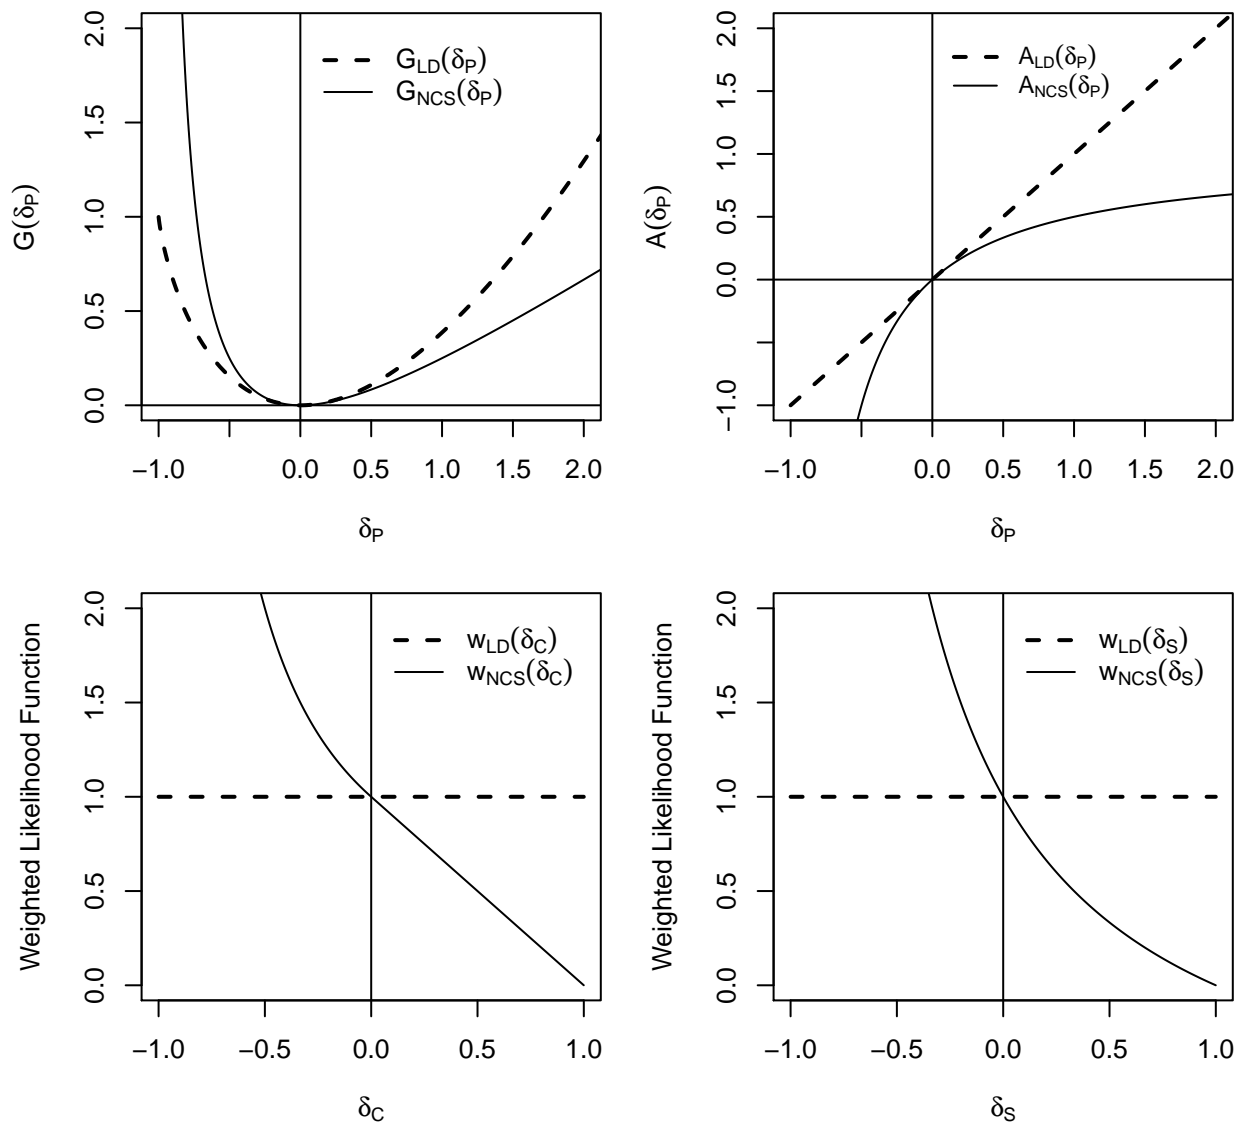 G(δP)
2.0
1.5
1.0
0.5
0.0
GLD(δP)
GNCS(δP)
−1.0 0.0 0.5 1.0 1.5 2.0
δP
A(δP)
2.0
1.5
1.0
0.5
0.0
−1.0
ALD(δP)
ANCS(δP)
−1.0 0.0 0.5 1.0 1.5 2.0
δP
Weighted Likelihood Function
2.0
1.5
1.0
0.5
0.0
wLD(δC)
wNCS(δC)
−1.0 −0.5 0.0 0.5 1.0
δC
Weighted Likelihood Function
2.0
1.5
1.0
0.5
0.0
wLD(δS)
wNCS(δS)
−1.0 −0.5 0.0 0.5 1.0
δS